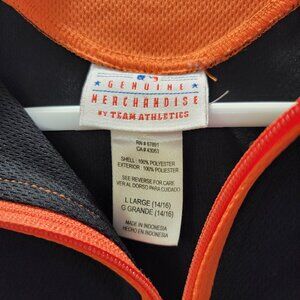 GENUINE
MERCHANDISE
BY TEAM ATHLETICS
RN # 67891
CA # 43063
SHELL : 100% POLYESTER
EXTERIOR : 100% POLYESTER
SEE REVERSE FOR CARE
VER AL DORSO PARA CUIDADO
L LARGE (14/16)
G GRANDE (14/16)
MADE IN INDONESIA
HECHO EN INDONESIA